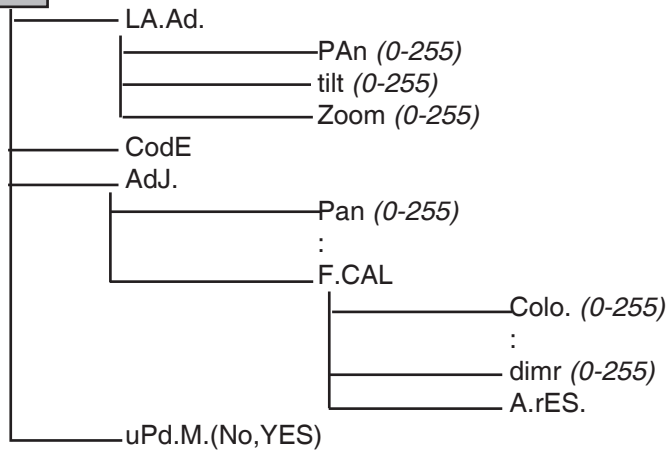 LA.Ad.
PAn (0-255)
tilt (0-255)
Zoom (0-255)
CodE
AdJ.
Pan (0-255)
:
F.CAL
Colo. (0-255)
:
dimr (0-255)
A.rES.
uPd.M.(No,YES)